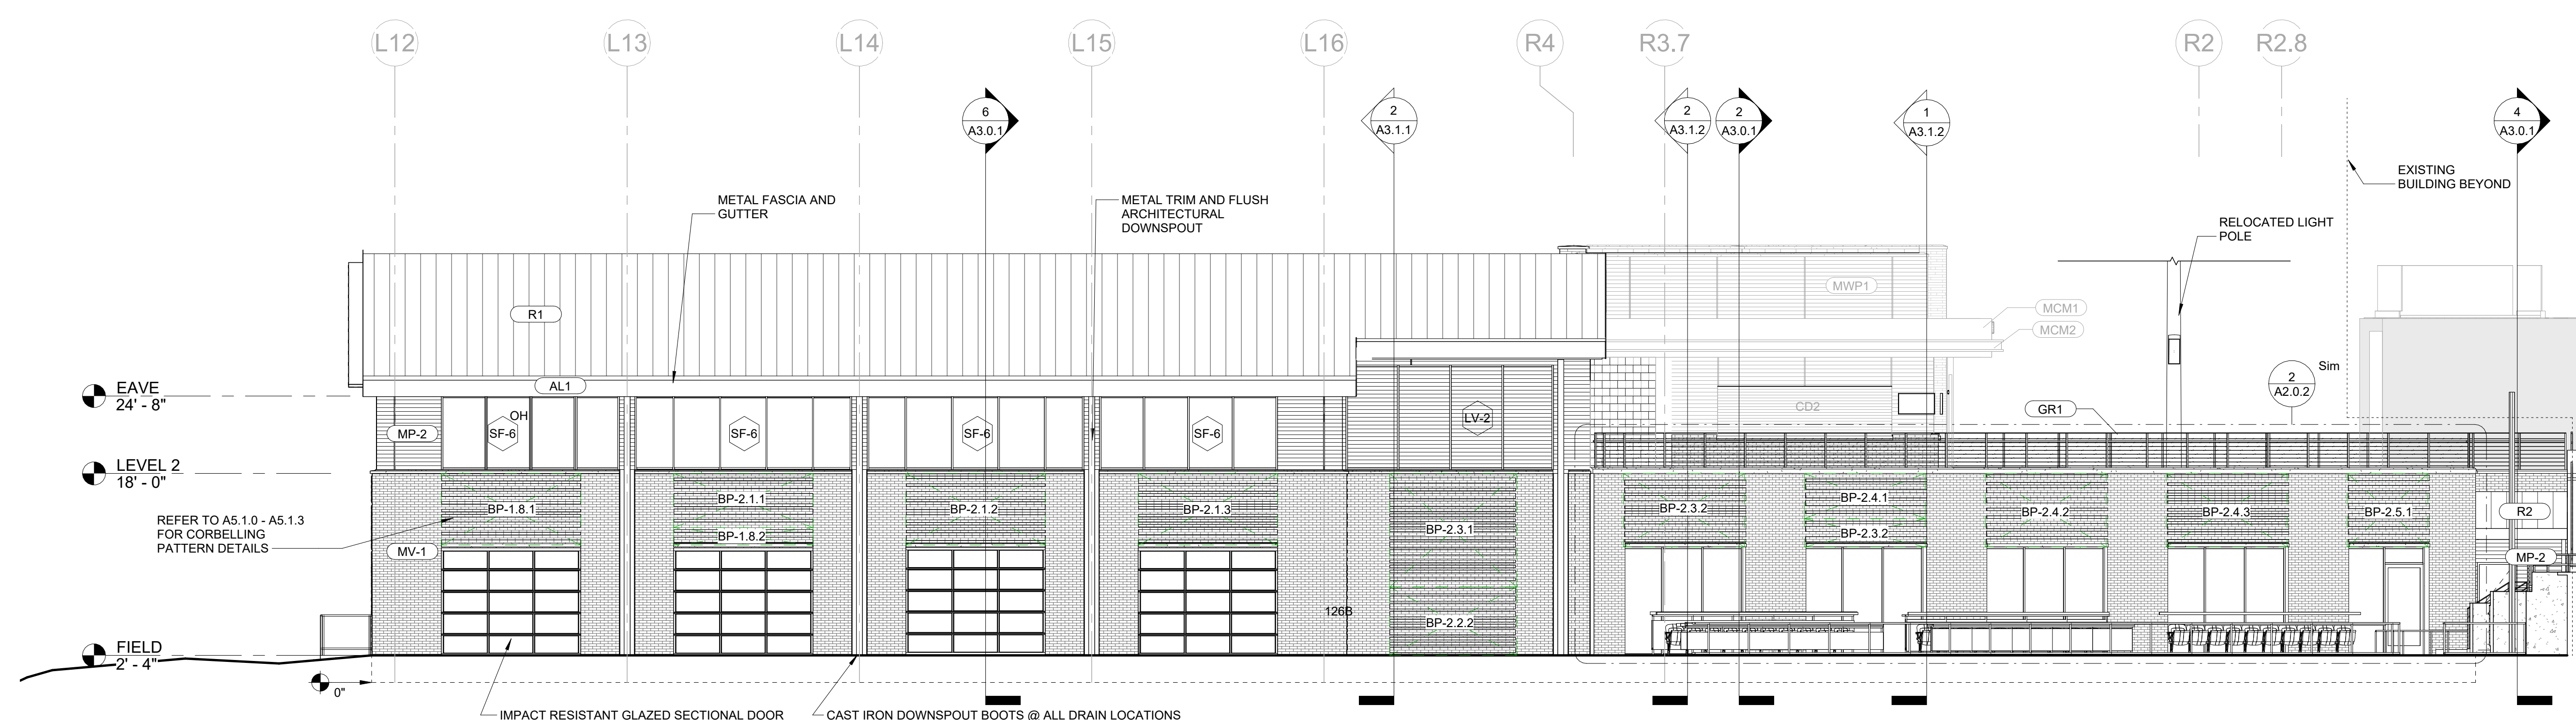 L12
L13
L14
L15
L16
R4
R3.7
R2
R2.8
6
A3.0.1
2
A3.1.1
2
A3.1.2
2
A3.0.1
1
A3.1.2
4
A3.0.1
EXISTING
BUILDING BEYOND
METAL FASCIA AND
GUTTER
METAL TRIM AND FLUSH
ARCHITECTURAL
DOWNSPOUT
RELOCATED LIGHT
POLE
MWP1
MCM1
MCM2
R1
AL1
EAVE
24' - 8"
2
A2.0.2
Sim
CD2
GR1
OH
SF-6
SF-6
SF-6
SF-6
LV-2
MP-2
LEVEL 2
18' - 0"
BP-1.8.1
BP-2.1.1
BP-1.8.2
BP-2.1.2
BP-2.1.3
BP-2.3.1
BP-2.3.2
BP-2.4.1
BP-2.3.2
BP-2.4.2
BP-2.4.3
BP-2.5.1
R2
REFER TO A5.1.0 - A5.1.3
FOR CORBELLING
PATTERN DETAILS
MV-1
MP-2
126B
BP-2.2.2
FIELD
2' - 4"
0"
IMPACT RESISTANT GLAZED SECTIONAL DOOR
CAST IRON DOWNSPOUT BOOTS @ ALL DRAIN LOCATIONS